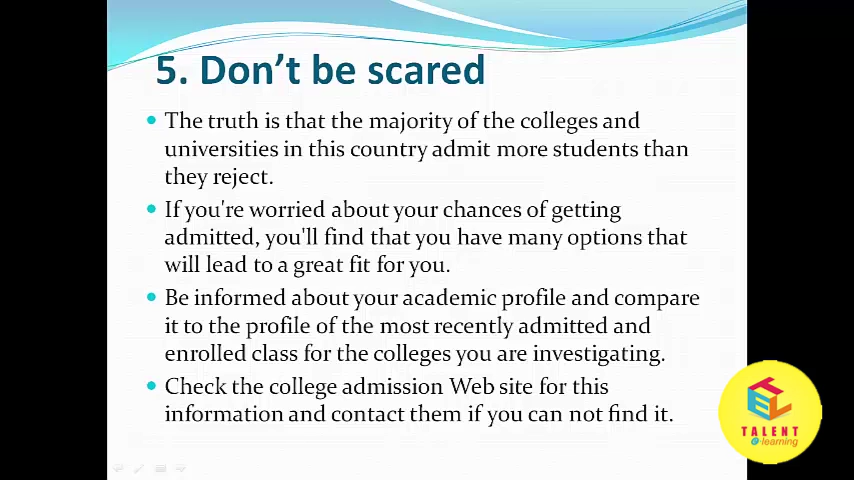 5. Don't be scared
• The truth is that the majority of the colleges and
universities in this country admit more students than
they reject.
• If you're worried about your chances of getting
admitted, you'll find that you have many options that
will lead to a great fit for you.
• Be informed about your academic profile and compare
it to the profile of the most recently admitted and
enrolled class for the colleges you are investigating.
• Check the college admission Web site for this
information and contact them if you can not find it.
TEL
TALENT
e-learning